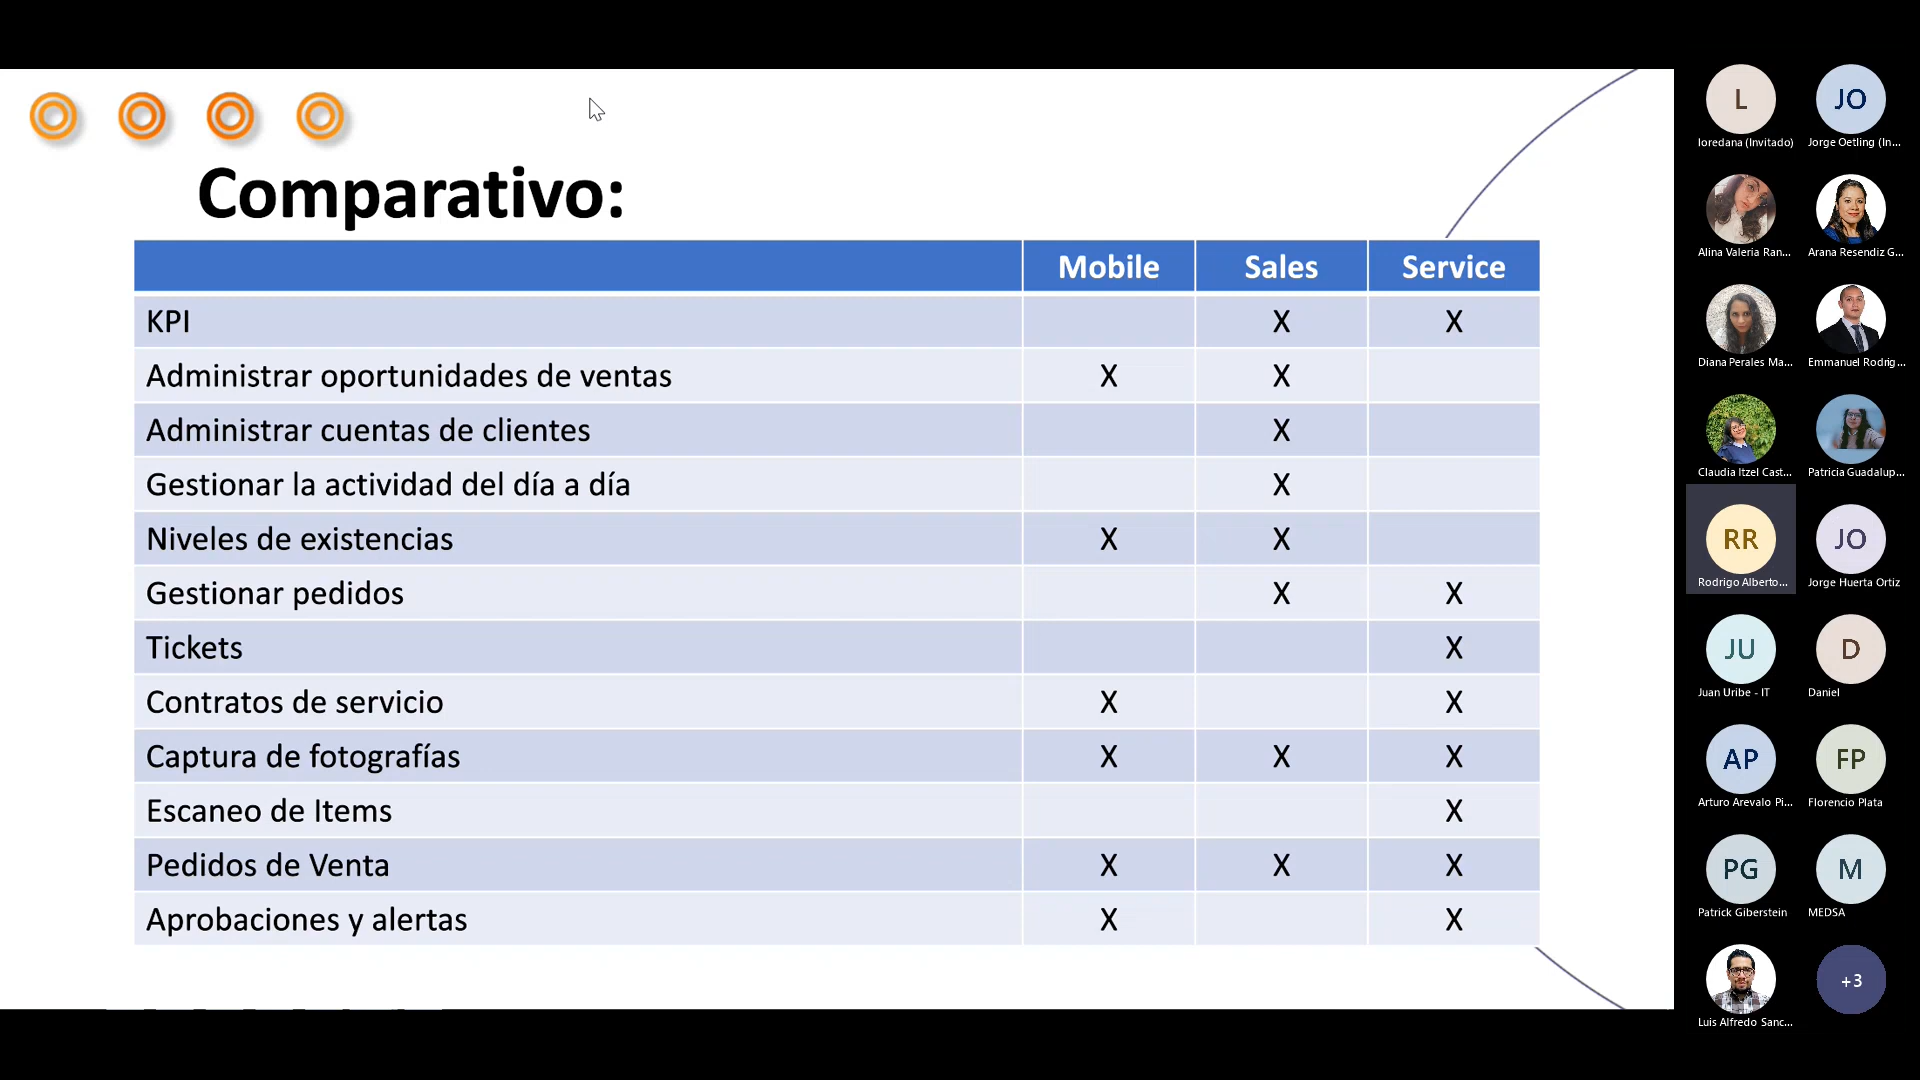 Comparativo:
Mobile Sales Service
KPI X X
Administrar oportunidades de ventas X X
Administrar cuentas de clientes X
Gestionar la actividad del día a día X
Niveles de existencias X X
Gestionar pedidos X X
Tickets X
Contratos de servicio X X
Captura de fotografías X X X
Escaneo de Items X
Pedidos de Venta X X X
Aprobaciones y alertas X X
L JO
loredana (Invitado) Jorge Oetling (In...
Alina Valeria Ran... Arana Resendiz G...
Diana Perales Ma... Emmanuel Rodrig...
Claudia Itzel Cast... Patricia Guadalup...
RR JO
Rodrigo Alberto... Jorge Huerta Ortiz
JU D
Juan Uribe - IT Daniel
AP FP
Arturo Arevalo Pi... Florencio Plata
PG M
Patrick Giberstein MEDSA
+3
Luis Alfredo Sanc...